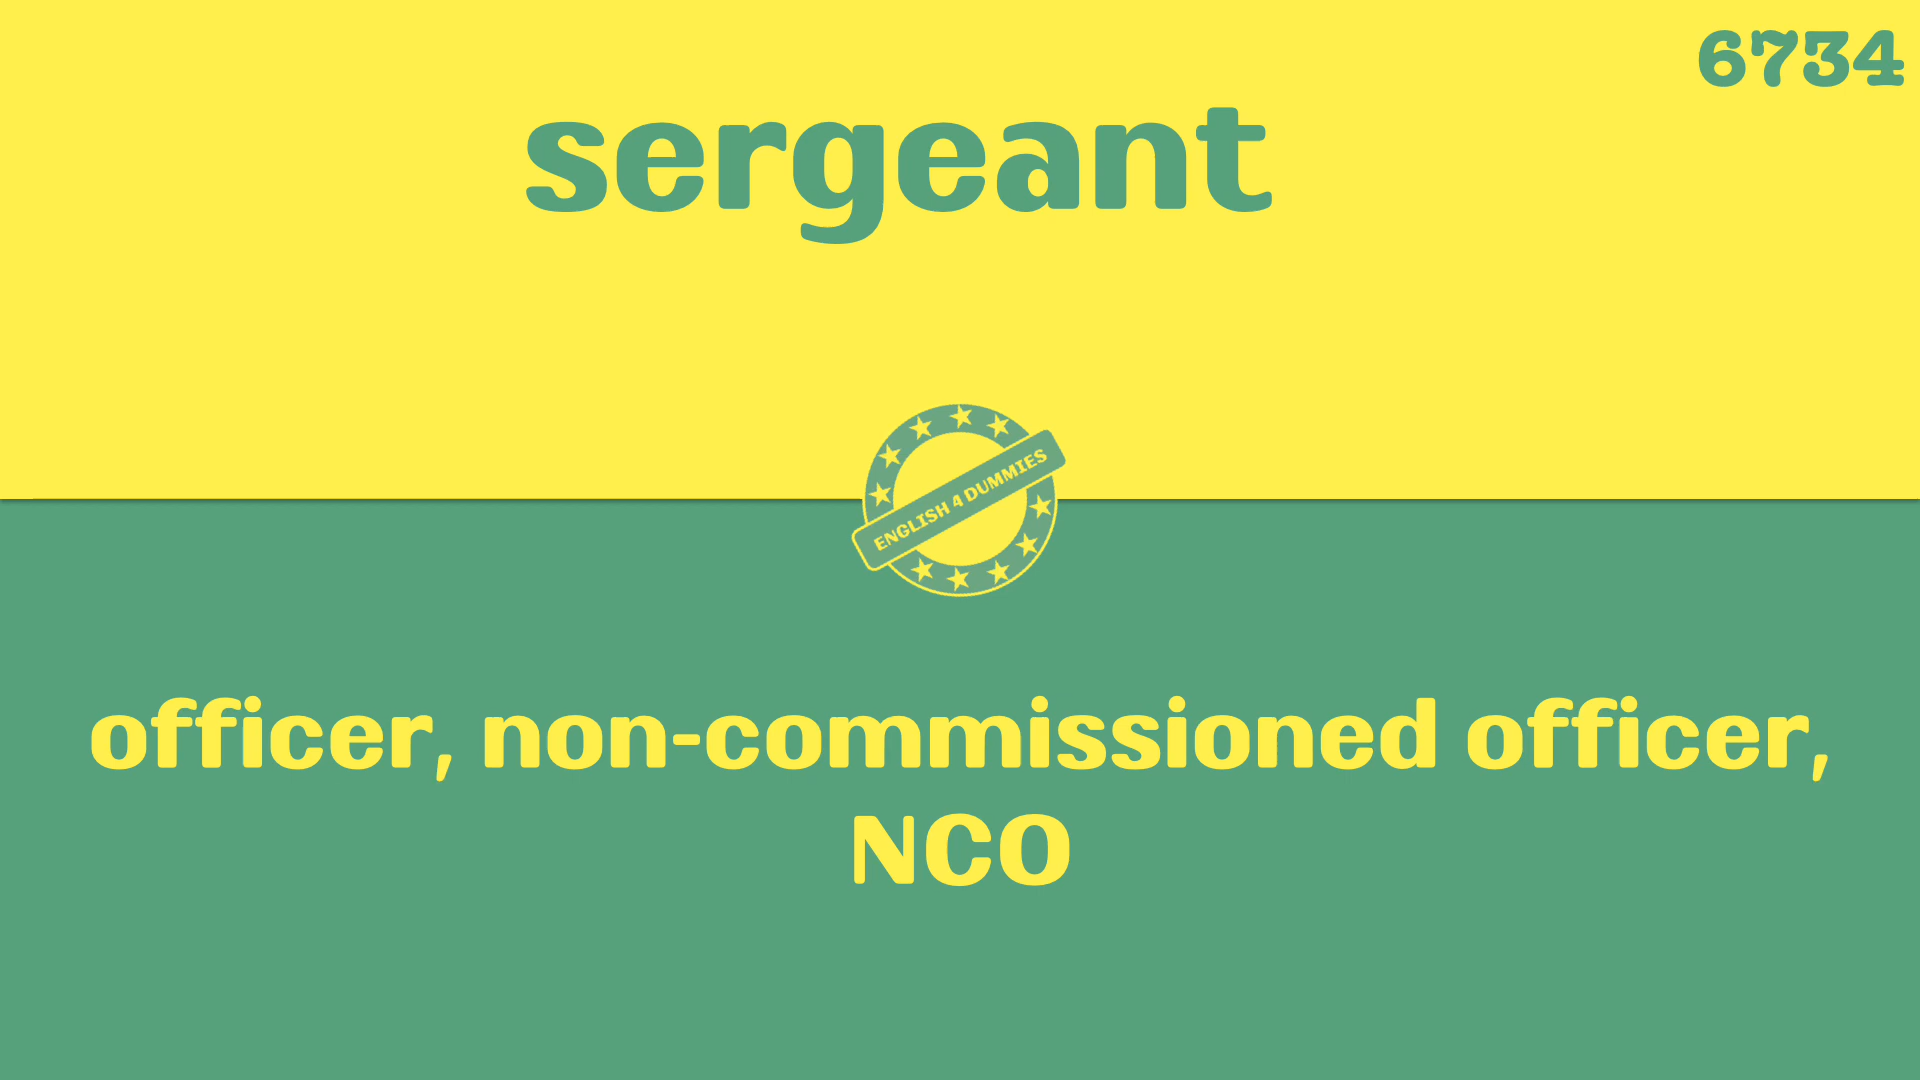 6734
sergeant
ENGLISH 4 DUMMIES
officer, non-commissioned officer,
NCO